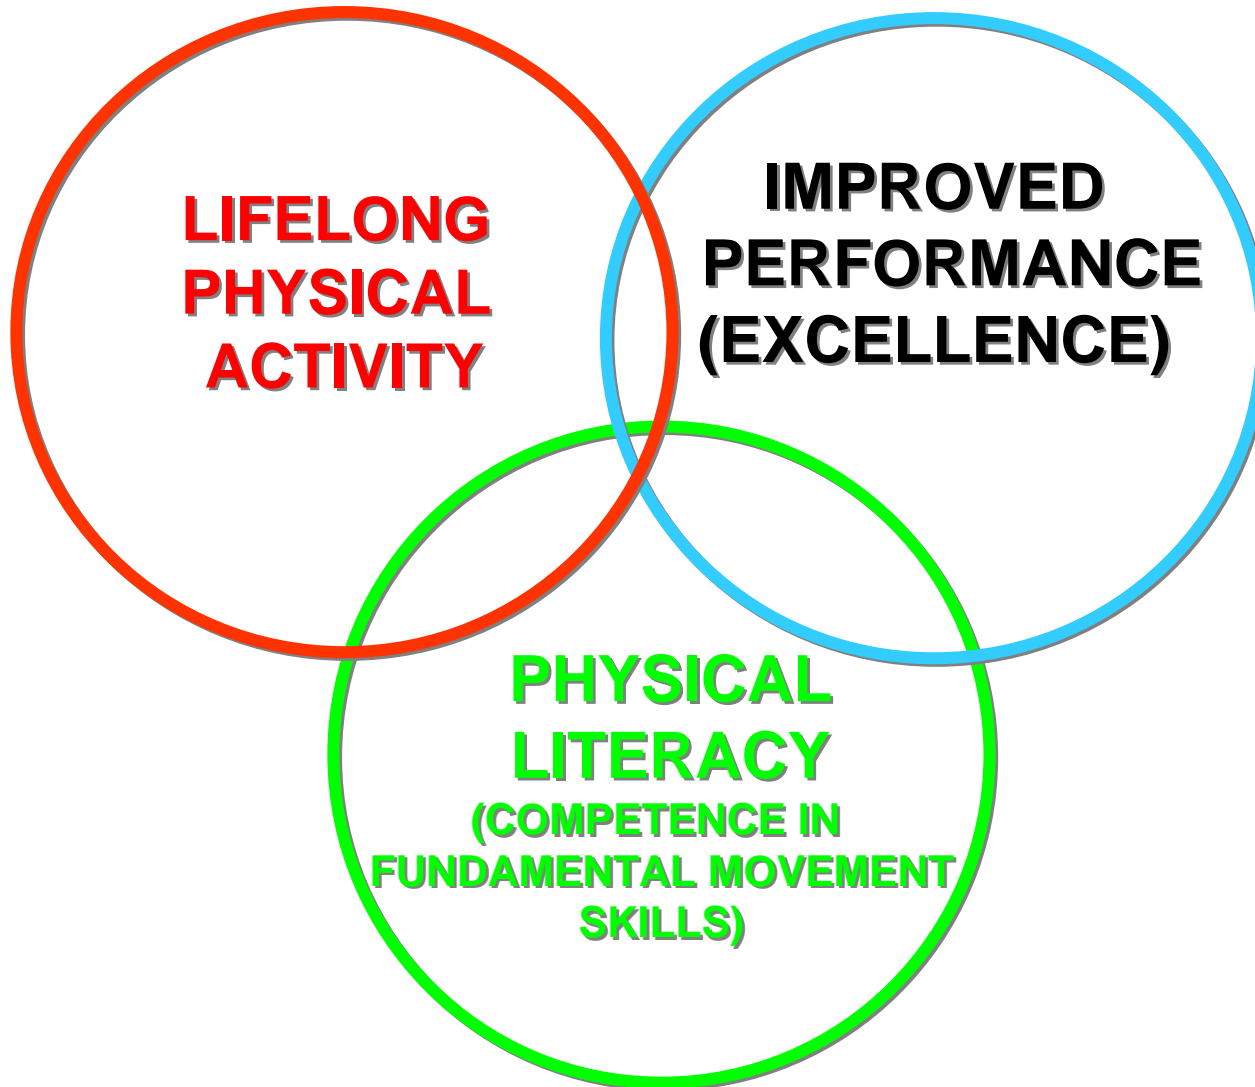 LIFELONG
PHYSICAL
ACTIVITY
IMPROVED
PERFORMANCE
(EXCELLENCE)
PHYSICAL
LITERACY
(COMPETENCE IN
FUNDAMENTAL MOVEMENT
SKILLS)